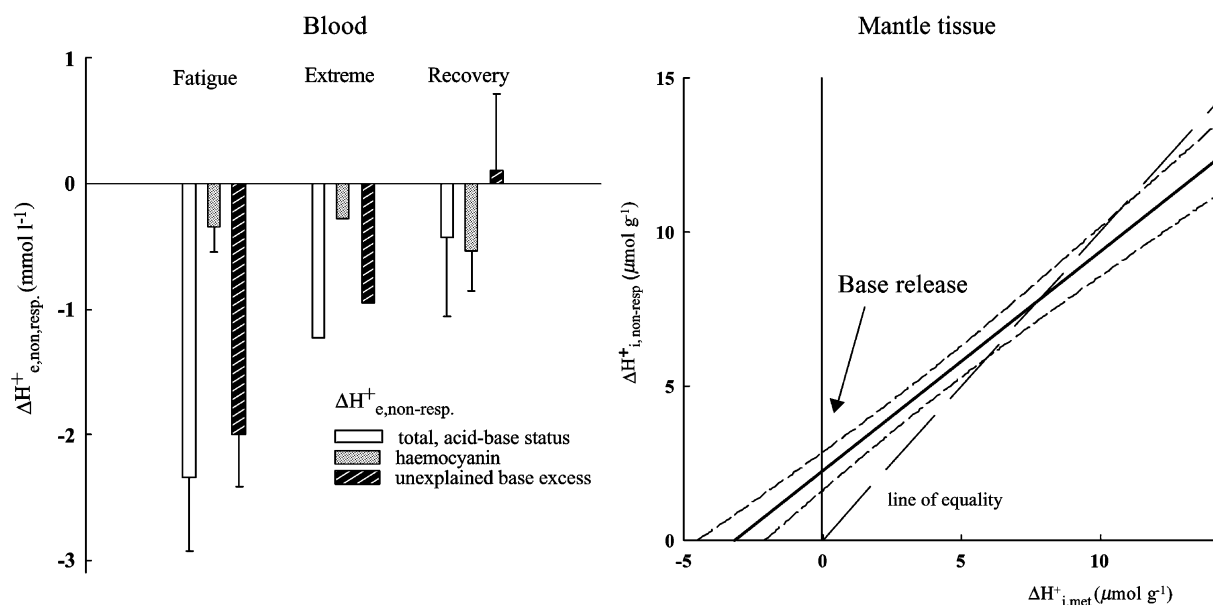 Blood
Fatigue Extreme Recovery
1
0
-1
-2
-3
ΔH⁺e,non,resp. (mmol l⁻¹)
ΔH⁺e,non-resp.
total, acid-base status
haemocyanin
unexplained base excess
Mantle tissue
15
10
5
0
ΔH⁺i, non-resp (μmol g⁻¹)
Base release
line of equality
-5 0 5 10
ΔH⁺i,met (μmol g⁻¹)